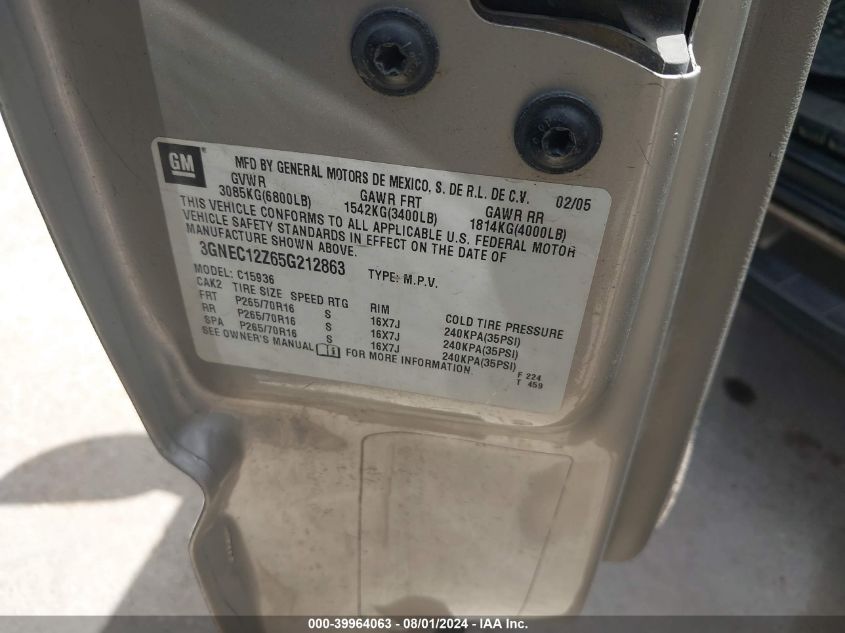 GM
MFD BY GENERAL MOTORS DE MEXICO, S. DE R.L. DE C.V. 02/05
GVWR GAWR FRT GAWR RR
3085KG(6800LB) 1542KG(3400LB) 1814KG(4000LB)
THIS VEHICLE CONFORMS TO ALL APPLICABLE U.S. FEDERAL MOTOR
VEHICLE SAFETY STANDARDS IN EFFECT ON THE DATE OF
MANUFACTURE SHOWN ABOVE.
3GNEC12Z65G212863 TYPE: M.P.V.
MODEL: C15936
CAK2 TIRE SIZE SPEED RTG RIM COLD TIRE PRESSURE
FRT P265/70R16 S 16X7J 240KPA(35PSI)
RR P265/70R16 S 16X7J 240KPA(35PSI)
SPA P265/70R16 S 16X7J 240KPA(35PSI)
SEE OWNER'S MANUAL FOR MORE INFORMATION
F 224
T 459
000-39964063 - 08/01/2024 - IAA Inc.